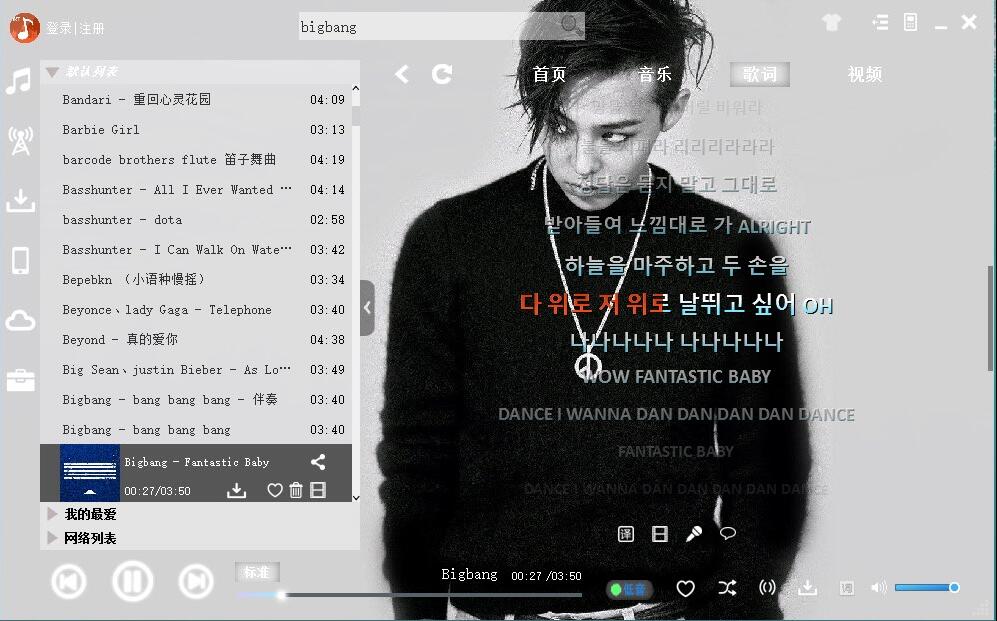 登录|注册
bigbang
默认列表
Bandari - 重回心灵花园 04:09
Barbie Girl 03:13
barcode brothers flute 笛子舞曲 04:19
Basshunter - All I Ever Wanted ··· 04:14
basshunter - dota 02:58
Basshunter - I Can Walk On Wate··· 03:42
Bepebkn （小语种慢摇） 03:34
Beyonce、lady Gaga - Telephone 03:40
Beyond - 真的爱你 04:38
Big Sean、justin Bieber - As Lo··· 03:49
Bigbang - bang bang bang - 伴奏 03:40
Bigbang - bang bang bang 03:40
Bigbang - Fantastic Baby
00:27/03:50
我的最爱
网络列表
首页 音乐 歌词 视频
정답은 묻지 말고 그대로
받아들여 느낌대로 가 ALRIGHT
하늘을 마주하고 두 손을
다 위로 저 위로 날뛰고 싶어 OH
나나나나나 나나나나나
WOW FANTASTIC BABY
DANCE I WANNA DAN DAN DAN DAN DANCE
FANTASTIC BABY
DANCE I WANNA DAN DAN DAN DAN DANCE
译
标准
Bigbang 00:27 /03:50
低音
词